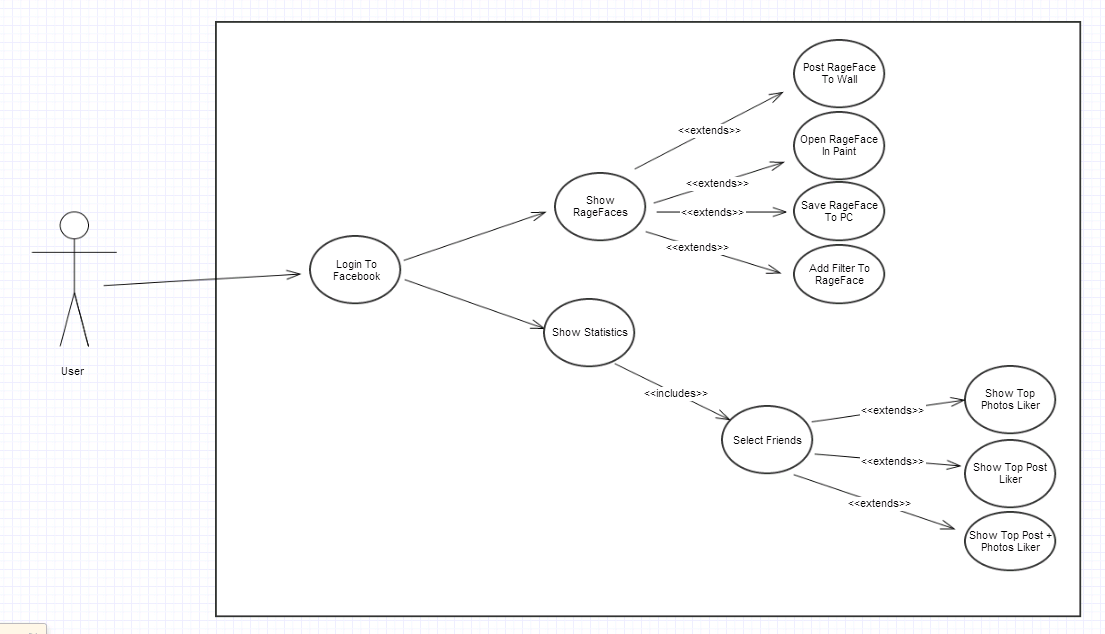 Post RageFace
To Wall
<<extends>>
Open RageFace
In Paint
<<extends>>
Show
RageFaces
<<extends>>
Save RageFace
To PC
<<extends>>
Add Filter To
RageFace
Login To
Facebook
User
Show Statistics
<<includes>>
Select Friends
<<extends>>
Show Top
Photos Liker
<<extends>>
Show Top Post
Liker
<<extends>>
Show Top Post +
Photos Liker